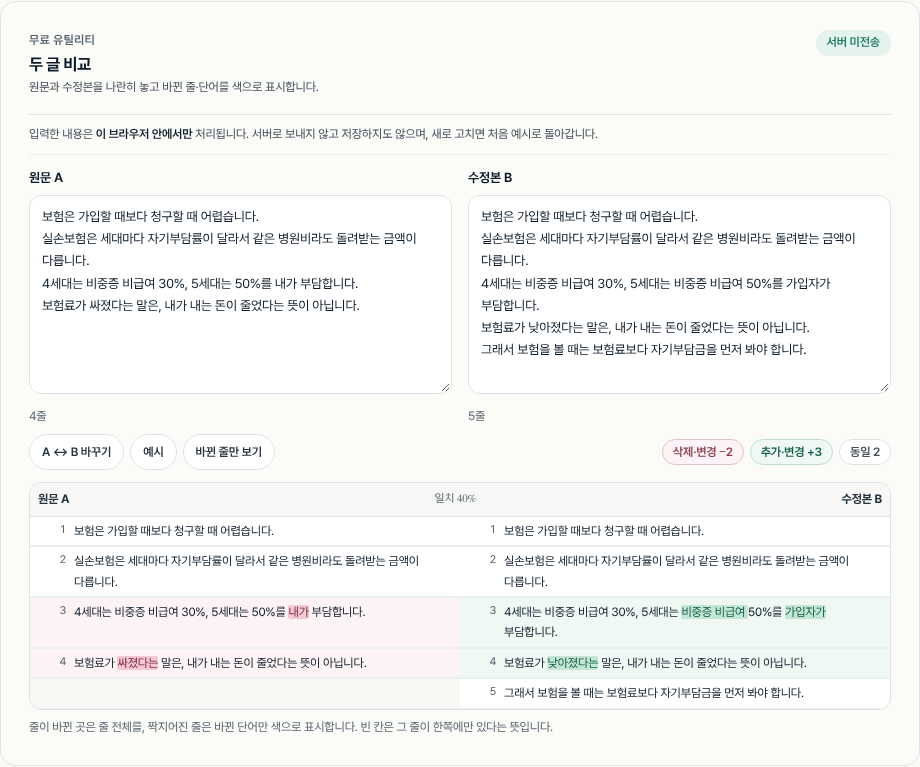 무료 유틸리티
서버 미전송
두 글 비교
원문과 수정본을 나란히 놓고 바뀐 줄·단어를 색으로 표시합니다.
입력한 내용은 이 브라우저 안에서만 처리됩니다. 서버로 보내지 않고 저장하지도 않으며, 새로 고치면 처음 예시로 돌아갑니다.
원문 A
보험은 가입할 때보다 청구할 때 어렵습니다.
실손보험은 세대마다 자기부담률이 달라서 같은 병원비라도 돌려받는 금액이
다릅니다.
4세대는 비중증 비급여 30%, 5세대는 50%를 내가 부담합니다.
보험료가 싸졌다는 말은, 내가 내는 돈이 줄었다는 뜻이 아닙니다.
4줄
수정본 B
보험은 가입할 때보다 청구할 때 어렵습니다.
실손보험은 세대마다 자기부담률이 달라서 같은 병원비라도 돌려받는 금액이
다릅니다.
4세대는 비중증 비급여 30%, 5세대는 비중증 비급여 50%를 가입자가
부담합니다.
보험료가 낮아졌다는 말은, 내가 내는 돈이 줄었다는 뜻이 아닙니다.
그래서 보험을 볼 때는 보험료보다 자기부담금을 먼저 봐야 합니다.
5줄
A ↔ B 바꾸기
예시
바뀐 줄만 보기
삭제·변경 −2
추가·변경 +3
동일 2
원문 A
일치 40%
수정본 B
1 보험은 가입할 때보다 청구할 때 어렵습니다.
1 보험은 가입할 때보다 청구할 때 어렵습니다.
2 실손보험은 세대마다 자기부담률이 달라서 같은 병원비라도 돌려받는 금액이
다릅니다.
2 실손보험은 세대마다 자기부담률이 달라서 같은 병원비라도 돌려받는 금액이
다릅니다.
3 4세대는 비중증 비급여 30%, 5세대는 50%를 내가 부담합니다.
3 4세대는 비중증 비급여 30%, 5세대는 비중증 비급여 50%를 가입자가
부담합니다.
4 보험료가 싸졌다는 말은, 내가 내는 돈이 줄었다는 뜻이 아닙니다.
4 보험료가 낮아졌다는 말은, 내가 내는 돈이 줄었다는 뜻이 아닙니다.
5 그래서 보험을 볼 때는 보험료보다 자기부담금을 먼저 봐야 합니다.
줄이 바뀐 곳은 줄 전체를, 짝지어진 줄은 바뀐 단어만 색으로 표시합니다. 빈 칸은 그 줄이 한쪽에만 있다는 뜻입니다.